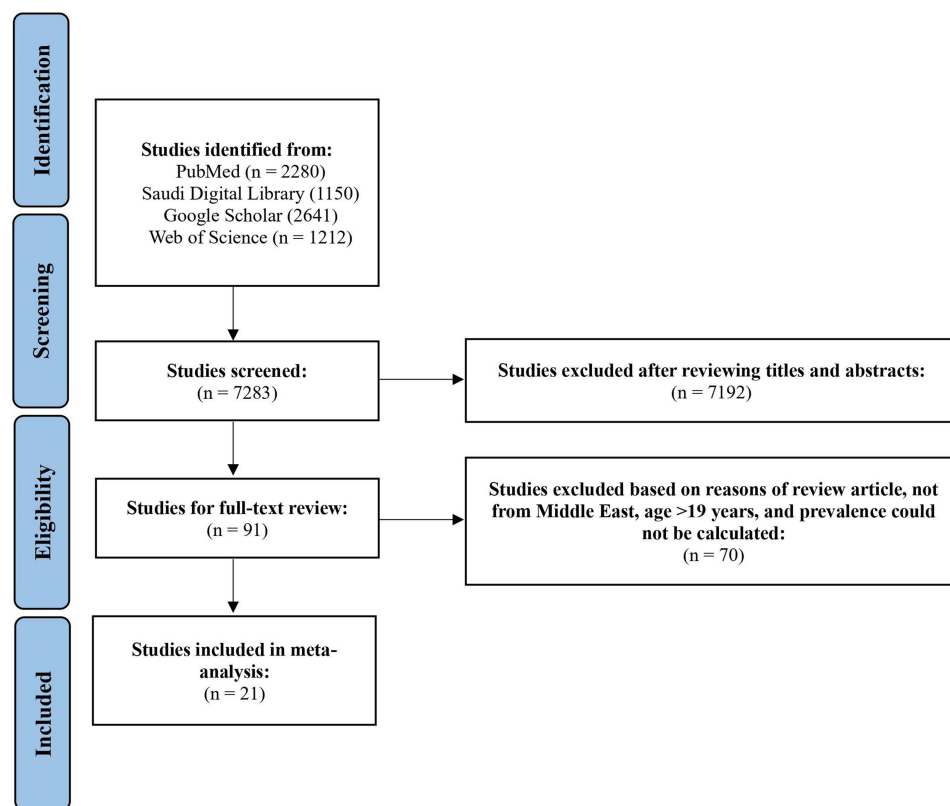 Identification
Studies identified from:
PubMed (n = 2280)
Saudi Digital Library (1150)
Google Scholar (2641)
Web of Science (n = 1212)
Screening
Studies screened:
(n = 7283)
Studies excluded after reviewing titles and abstracts:
(n = 7192)
Eligibility
Studies for full-text review:
(n = 91)
Studies excluded based on reasons of review article, not
from Middle East, age >19 years, and prevalence could
not be calculated:
(n = 70)
Included
Studies included in meta-
analysis:
(n = 21)